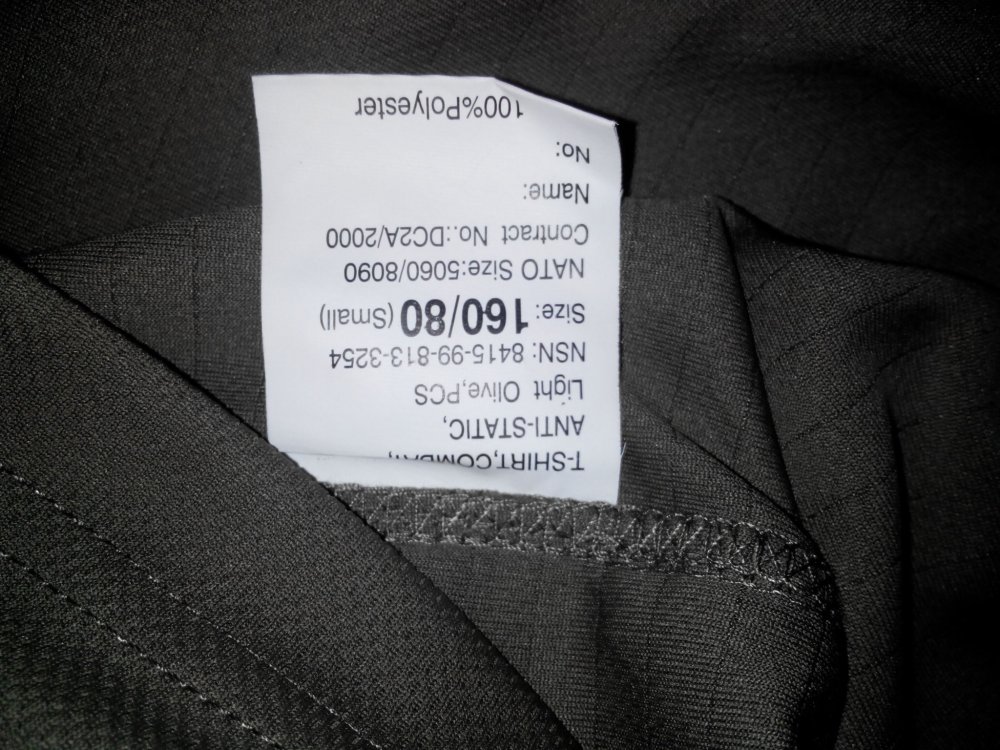 T-SHIRT,COMBAT,
ANTI-STATIC,
Light Olive,PCS
NSN: 8415-99-813-3254
Size: 160/80 (Small)
NATO Size:5060/8090
Contract No.:DC2A/2000
Name:
No:
100%Polyester